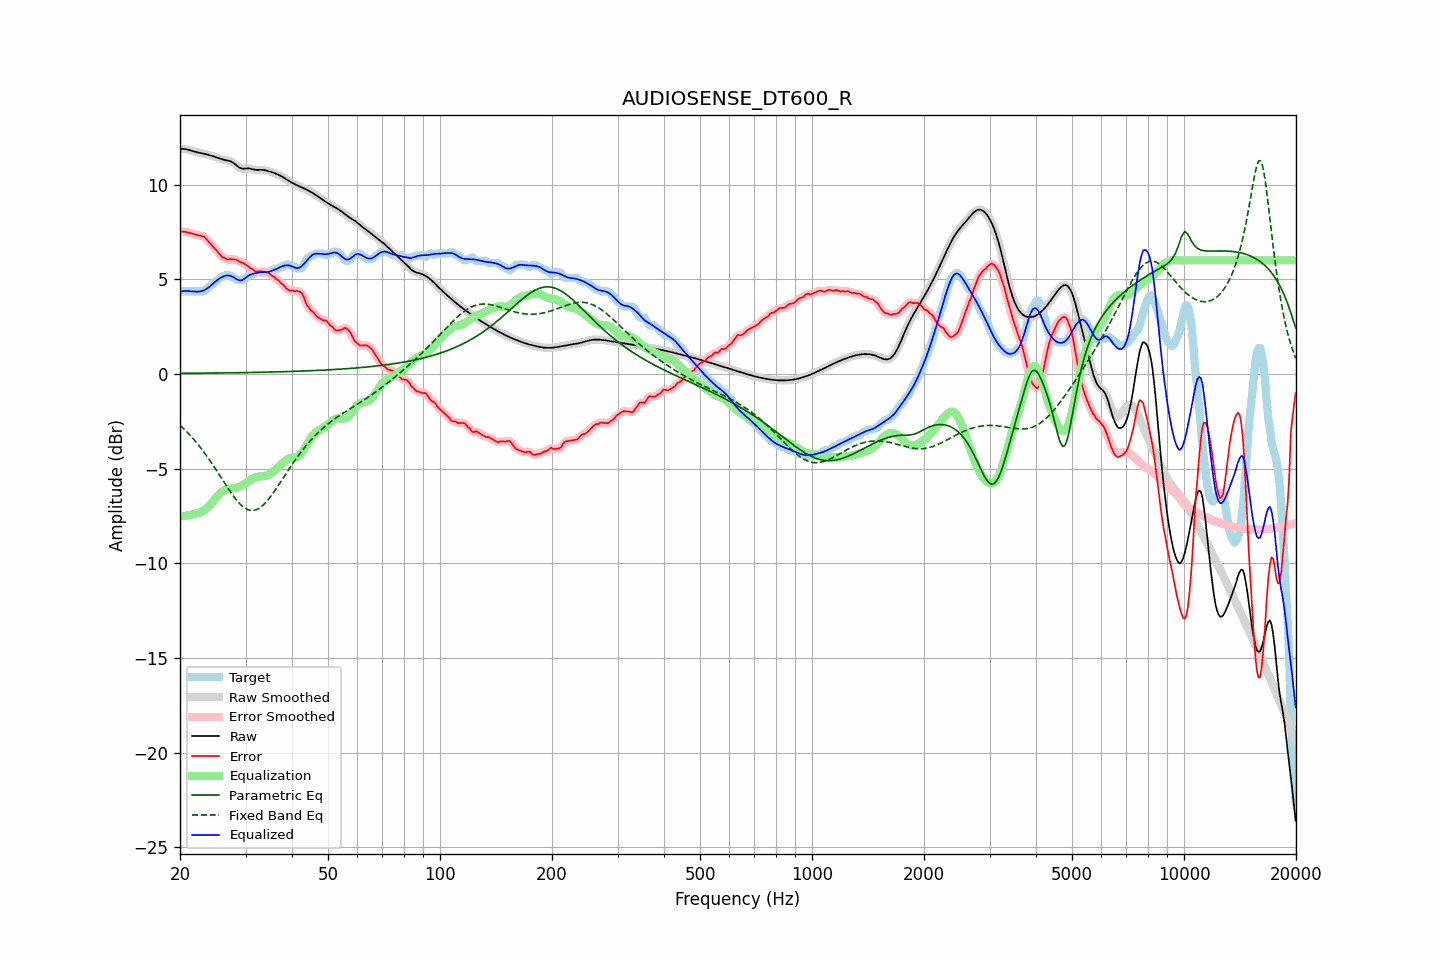 AUDIOSENSE_DT600_R
Amplitude (dBr)
10
5
0
−5
−10
−15
−20
−25
Target
Raw Smoothed
Error Smoothed
Raw
Error
Equalization
Parametric Eq
Fixed Band Eq
Equalized
20 50 100 200 500 1000 2000 5000 10000 20000
Frequency (Hz)